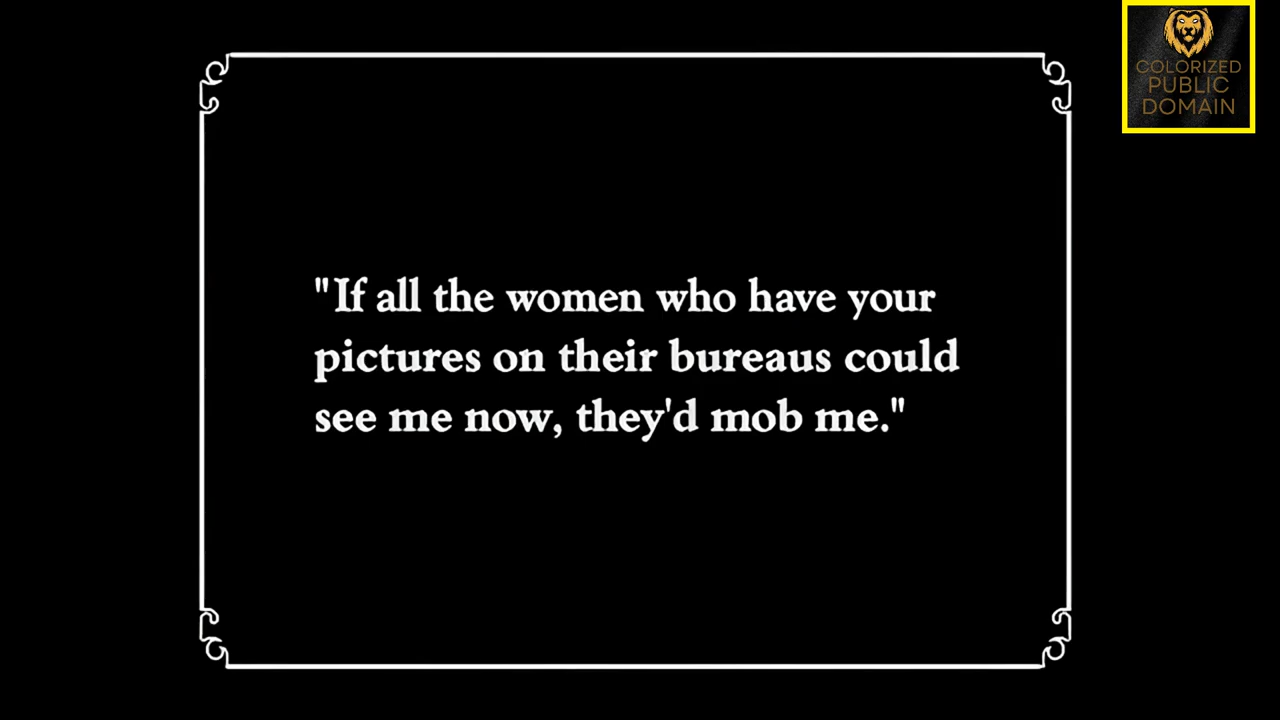 COLORIZED
PUBLIC
DOMAIN
"If all the women who have your
pictures on their bureaus could
see me now, they'd mob me."